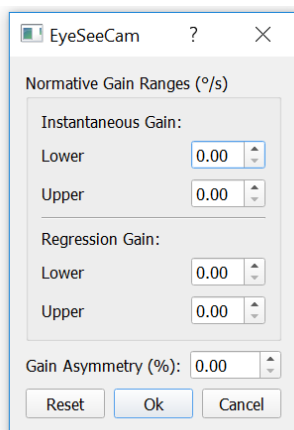 EyeSeeCam ?
Normative Gain Ranges (º/s)
Instantaneous Gain:
Lower 0.00
Upper 0.00
Regression Gain:
Lower 0.00
Upper 0.00
Gain Asymmetry (%): 0.00
Reset Ok Cancel